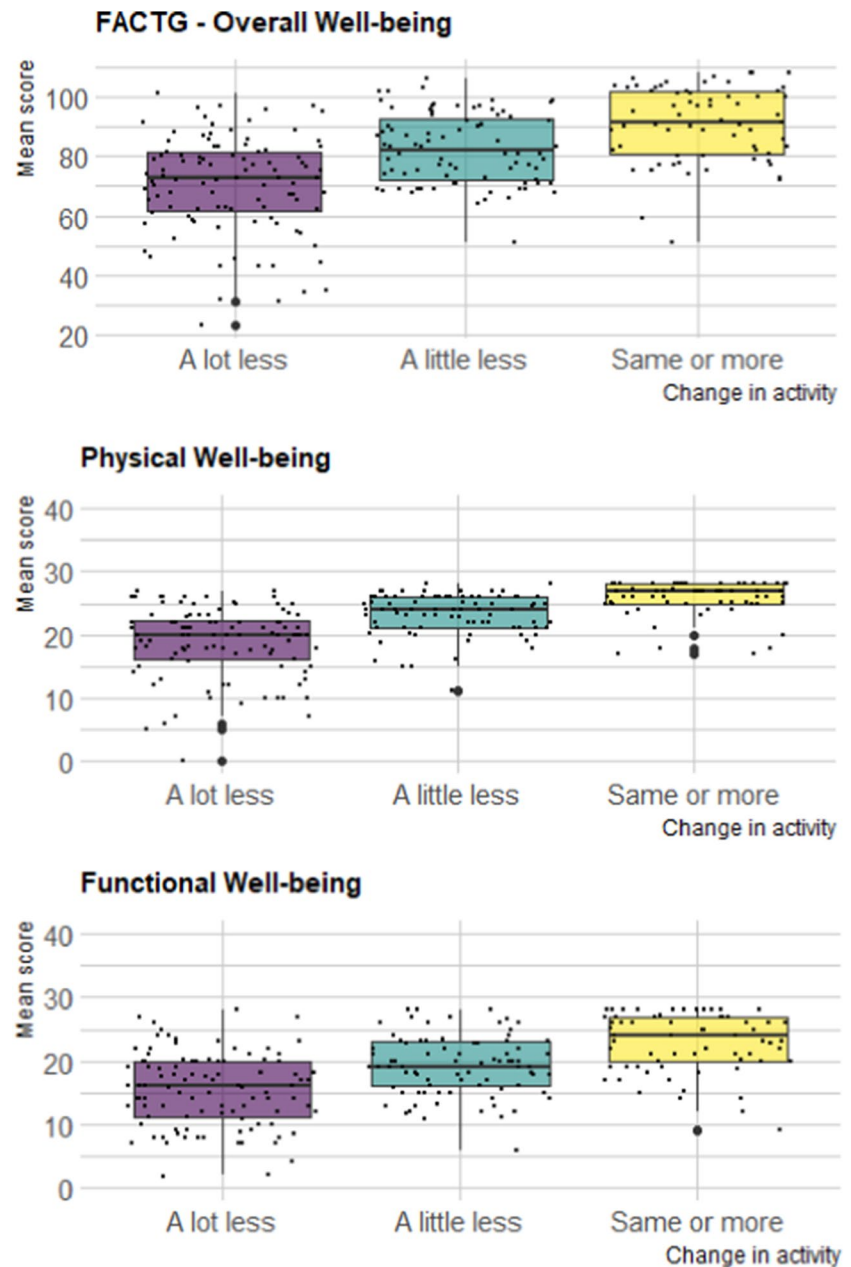 FACTG - Overall Well-being
Mean score
100
80
60
40
20
A lot less A little less Same or more
Change in activity
Physical Well-being
Mean score
40
30
20
10
0
A lot less A little less Same or more
Change in activity
Functional Well-being
Mean score
40
30
20
10
0
A lot less A little less Same or more
Change in activity